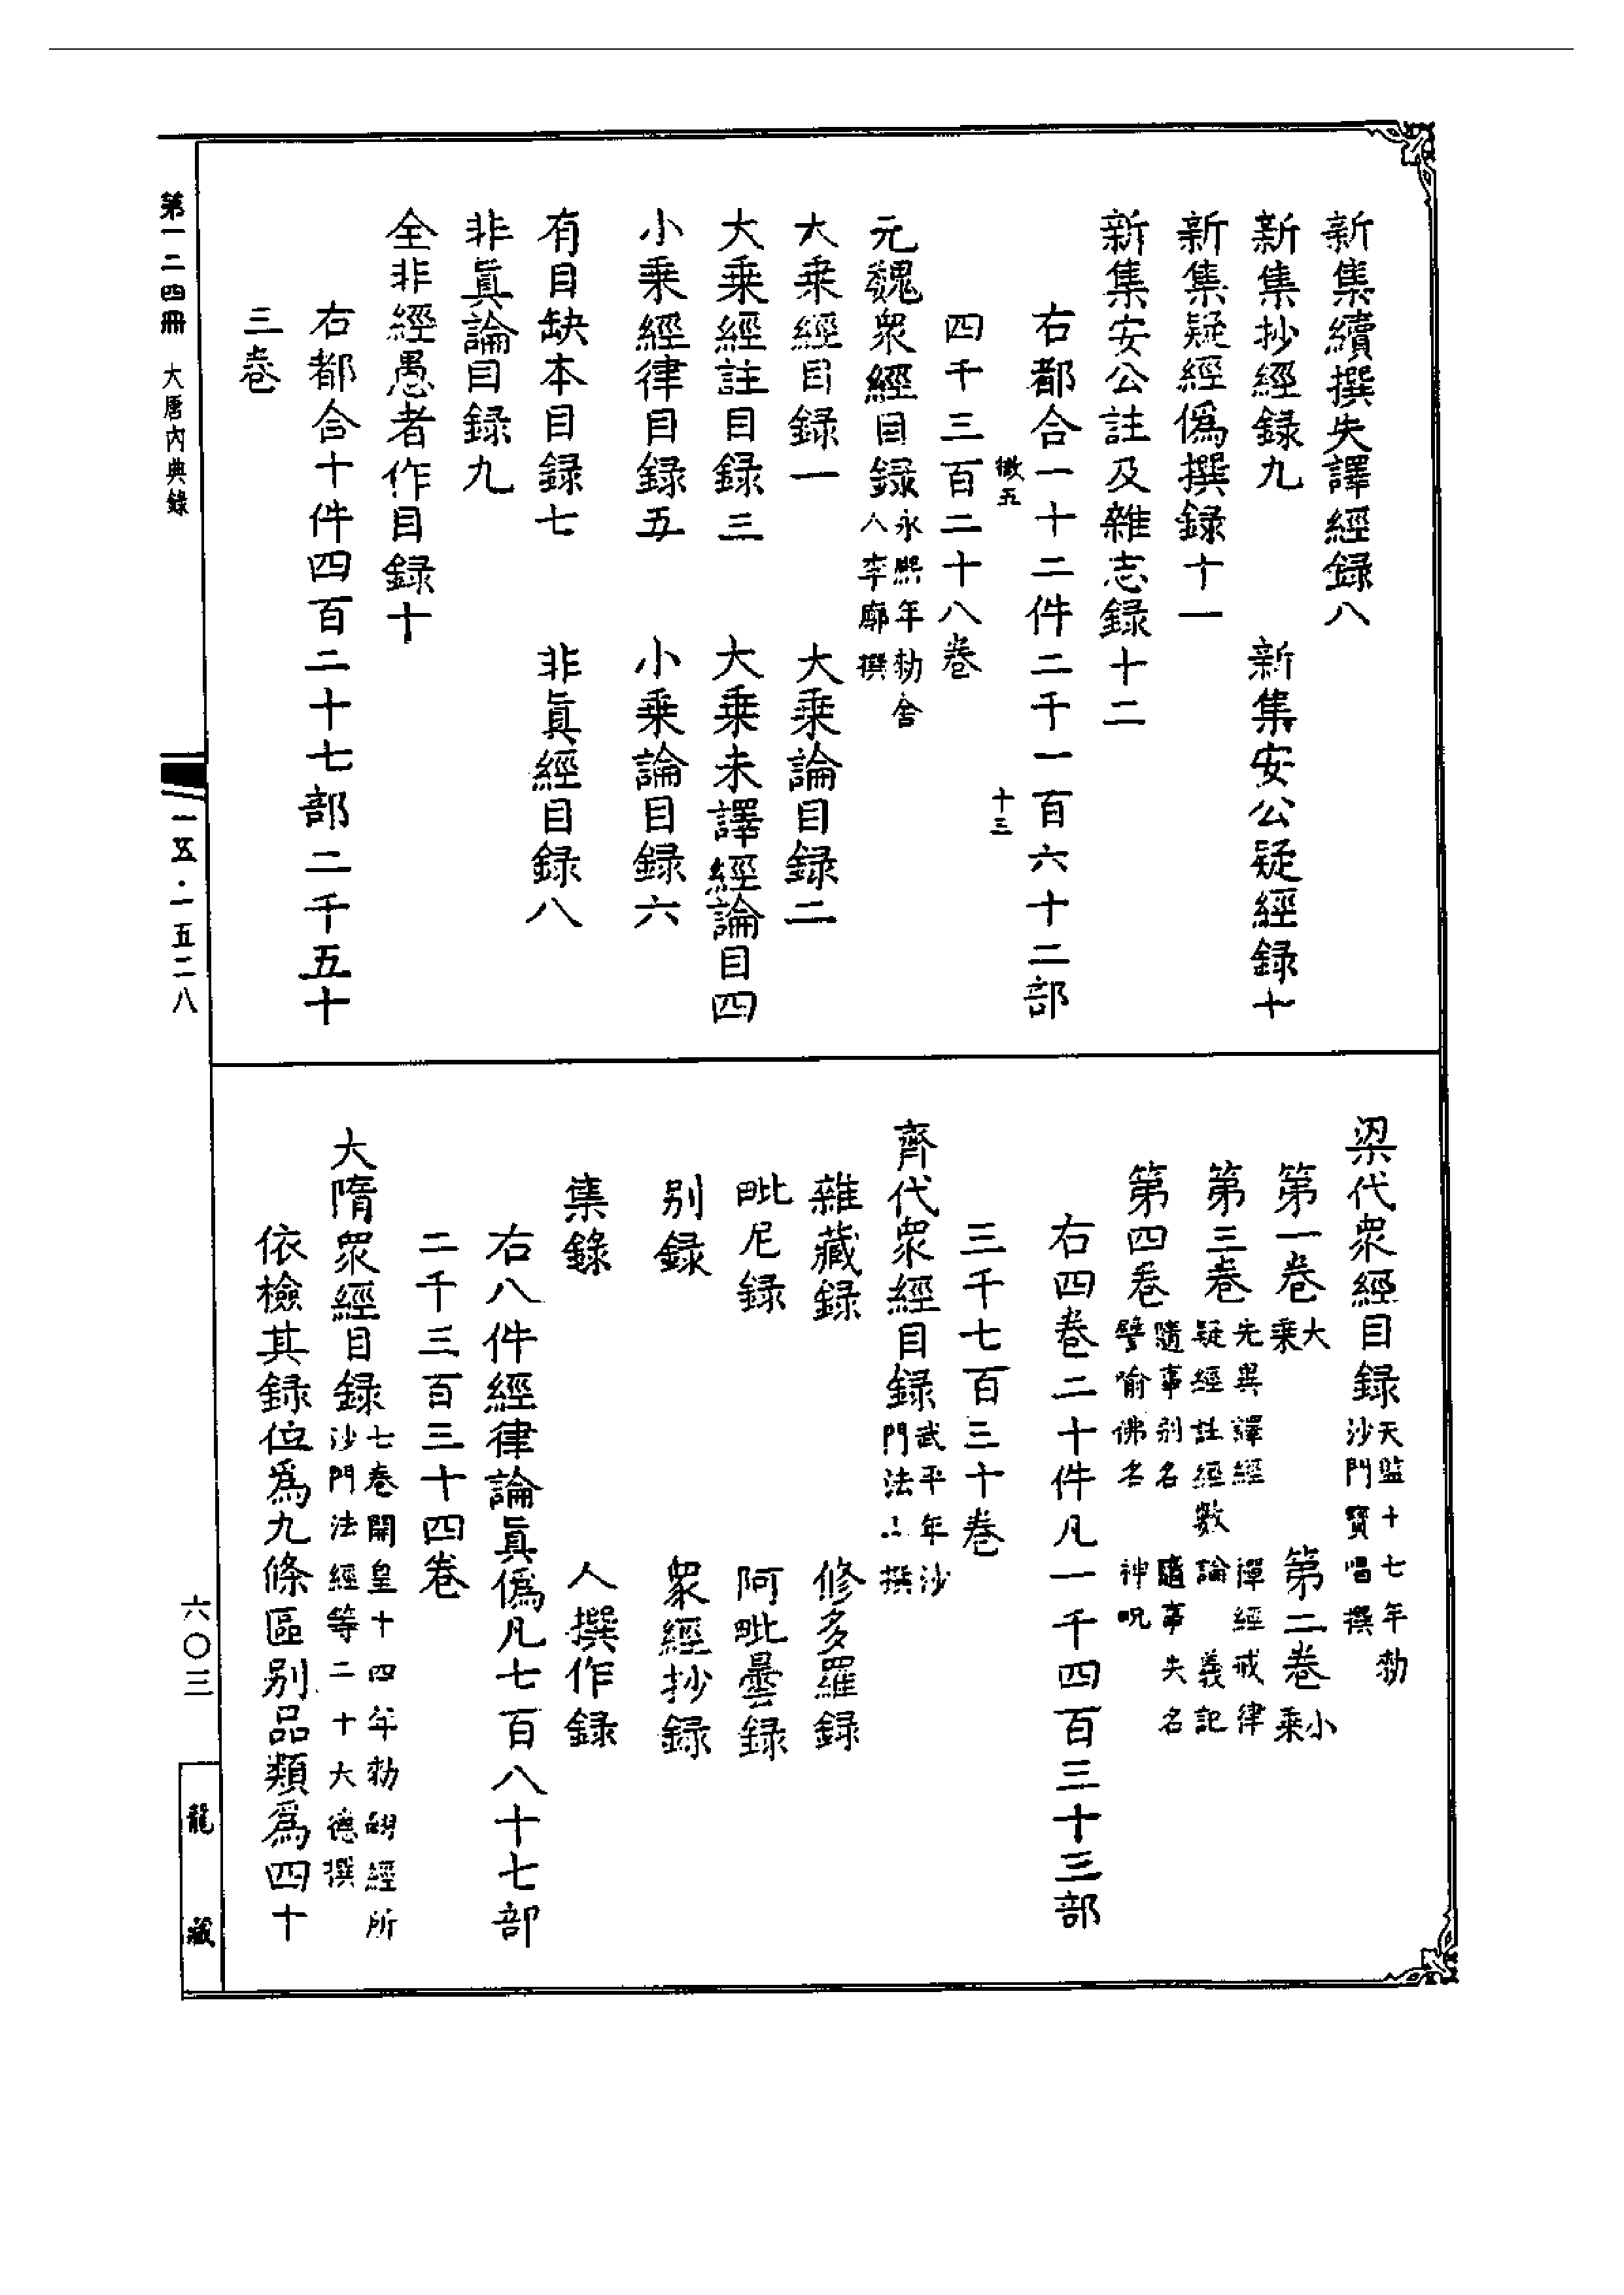 新集續撰失譯經録八
新集抄經録九　新集安公疑經録十
新集疑經僞撰録十一
新集安公註及雜志録十二
右都合一十二件二千一百六十二部
徴五　十三
四千三百二十八卷
元魏衆經目録永熙年勅舍人李廓撰
大乗經目録一　大乗論目録二
大乗經註目録三　大乗未譯經論目四
小乗經律目録五　小乗論目録六
有目缺本目録七　非眞經目録八
非眞論目録九
全非經愚者作目録十
右都合十件四百二十七部二千五十
三卷
梁代衆經目録天監十七年勅沙門寶唱撰
第一卷大乗　第二卷小乗
第三卷先異譯經　禪經戒律疑經註經數論　義記
第四卷隨事别名　隨事失名譬喻佛名　神呪
右四卷二十件凡一千四百三十三部
三千七百三十卷
齊代衆經目録武平年沙門法上撰
雜藏録　修多羅録
毗尼録　阿毗曇録
别録　衆經抄録
集錄　人撰作録
右八件經律論眞僞凡七百八十七部
二千三百三十四卷
大隋衆經目録七卷開皇十四年勅翻經所沙門法經等二十大德撰
依檢其録位爲九條區别品類爲四十
第一二四冊　大唐內典錄
一五·一五二八
六〇三
龍藏